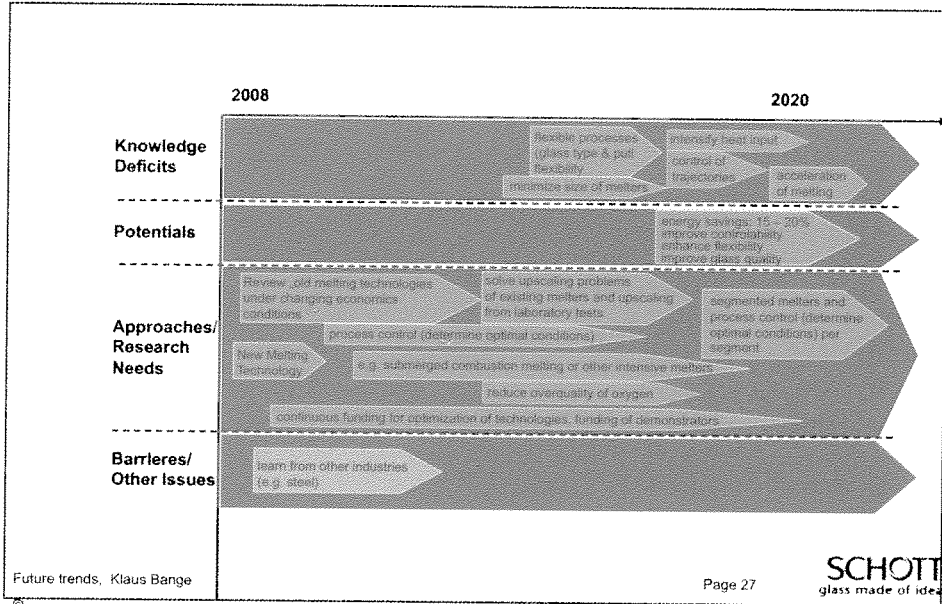 2008
2020
Knowledge
Deficits
flexible processes
(glass type & pull
flexibility
minimize size of melters
intensify heat input
control of
trajectories
acceleration
of melting
Potentials
energy savings: 15 – 20%
improve controlability
enhance flexibility
improve glass quality
Approaches/
Research
Needs
Review „old melting technologies
under changing economics
conditions
solve upscaling problems
of existing melters and upscaling
from laboratory tests
segmented melters and
process control (determine
optimal conditions) per
segment
process control (determine optimal conditions)
New Melting
Technology
e.g. submerged combustion melting or other intensive melters
reduce overquality of oxygen
continuous funding for optimization of technologies, funding of demonstrators
Barrieres/
Other Issues
learn from other industries
(e.g. steel)
Future trends, Klaus Bange
Page 27
SCHOTT
glass made of idea
©